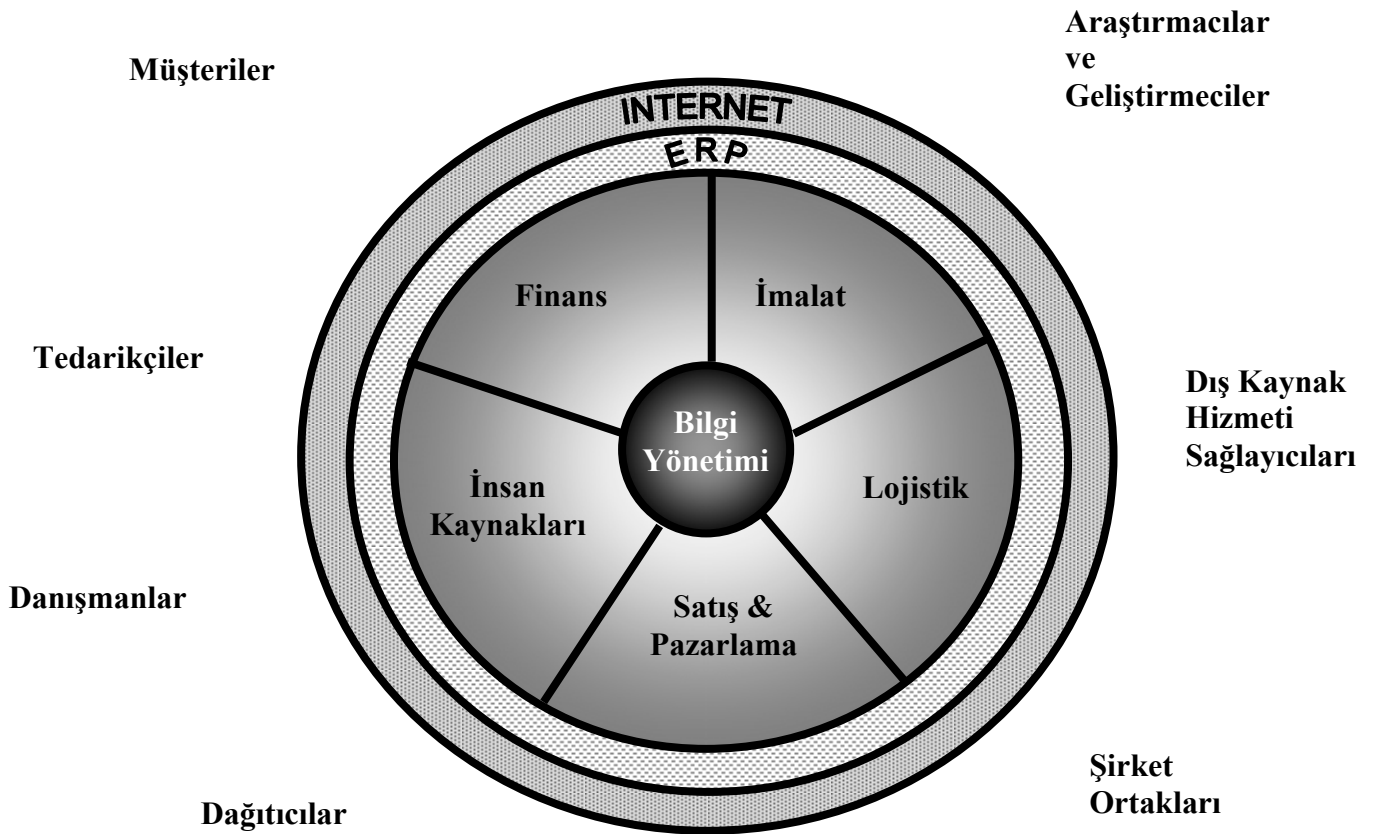 Araştırmacılar
ve
Geliştirmeciler
Müşteriler
INTERNET
ERP
Finans
İmalat
Tedarikçiler
Dış Kaynak
Hizmeti
Sağlayıcıları
Bilgi
Yönetimi
İnsan
Kaynakları
Lojistik
Danışmanlar
Satış &
Pazarlama
Şirket
Ortakları
Dağıtıcılar